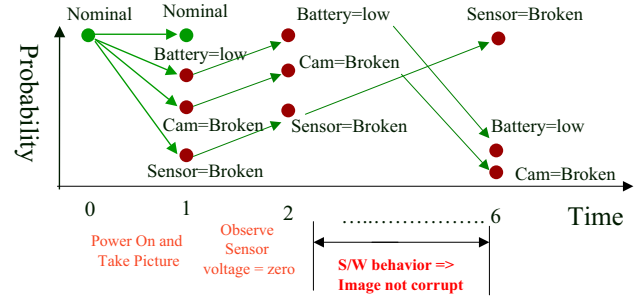 Nominal
Nominal
Battery=low
Sensor=Broken
Battery=low
Cam=Broken
Probability
Cam=Broken
Sensor=Broken
Battery=low
Sensor=Broken
Cam=Broken
0
1
2
…..……..
6
Time
Power On and
Take Picture
Observe
Sensor
voltage = zero
S/W behavior =>
Image not corrupt